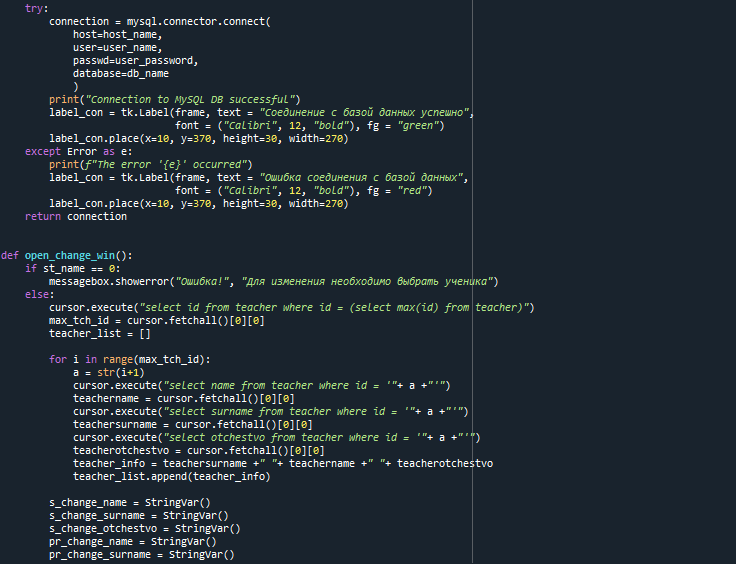 try:
        connection = mysql.connector.connect(
            host=host_name,
            user=user_name,
            passwd=user_password,
            database=db_name
            )
        print("Connection to MySQL DB successful")
        label_con = tk.Label(frame, text = "Соединение с базой данных успешно",
                             font = ("Calibri", 12, "bold"), fg = "green")
        label_con.place(x=10, y=370, height=30, width=270)
    except Error as e:
        print(f"The error '{e}' occurred")
        label_con = tk.Label(frame, text = "Ошибка соединения с базой данных",
                             font = ("Calibri", 12, "bold"), fg = "red")
        label_con.place(x=10, y=370, height=30, width=270)
    return connection


def open_change_win():
    if st_name == 0:
        messagebox.showerror("Ошибка!", "Для изменения необходимо выбрать ученика")
    else:
        cursor.execute("select id from teacher where id = (select max(id) from teacher)")
        max_tch_id = cursor.fetchall()[0][0]
        teacher_list = []

        for i in range(max_tch_id):
            a = str(i+1)
            cursor.execute("select name from teacher where id = '"+ a +"'")
            teachername = cursor.fetchall()[0][0]
            cursor.execute("select surname from teacher where id = '"+ a +"'")
            teachersurname = cursor.fetchall()[0][0]
            cursor.execute("select otchestvo from teacher where id = '"+ a +"'")
            teacherotchestvo = cursor.fetchall()[0][0]
            teacher_info = teachersurname +" "+ teachername +" "+ teacherotchestvo
            teacher_list.append(teacher_info)

        s_change_name = StringVar()
        s_change_surname = StringVar()
        s_change_otchestvo = StringVar()
        pr_change_name = StringVar()
        pr_change_surname = StringVar()